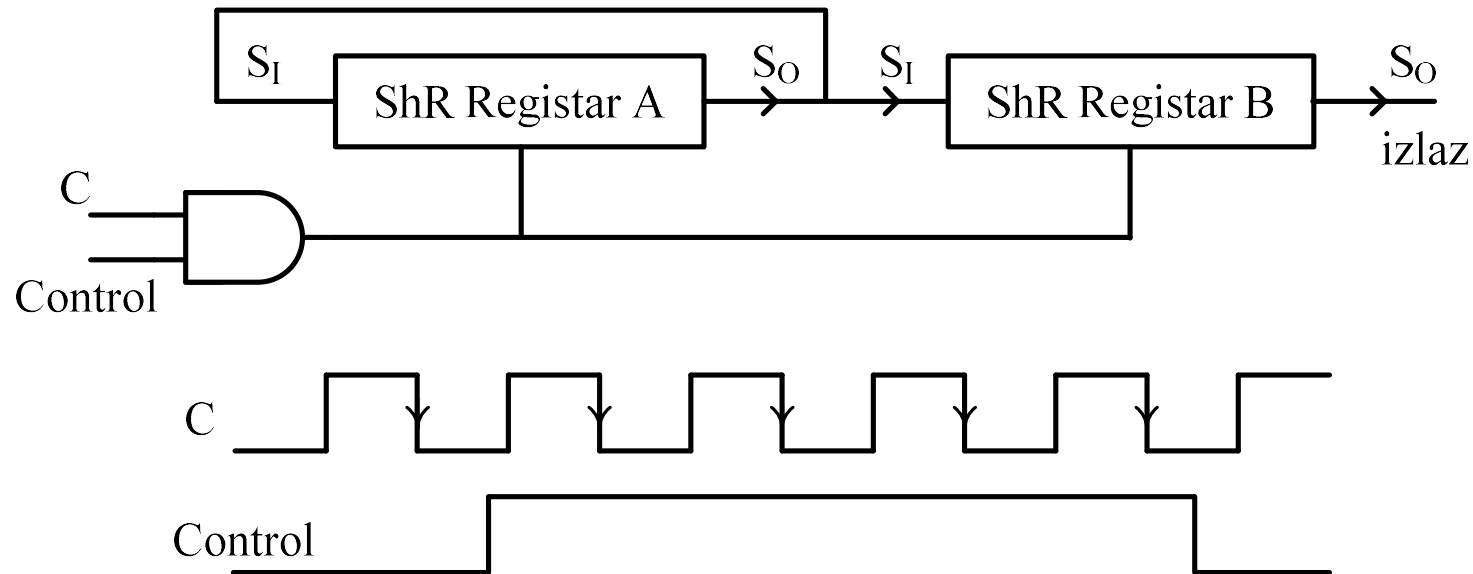 S_I
ShR Registar A
S_O
S_I
ShR Registar B
S_O
izlaz
C
Control
C
Control